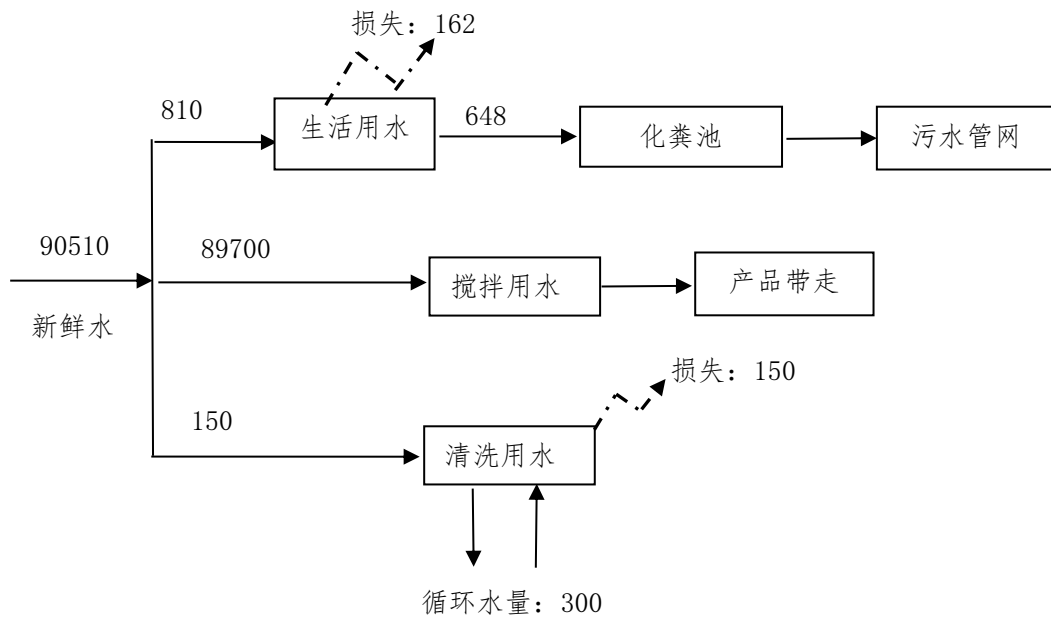 损失：162
810
生活用水
648
化粪池
污水管网
90510
新鲜水
89700
搅拌用水
产品带走
损失：150
150
清洗用水
循环水量：300